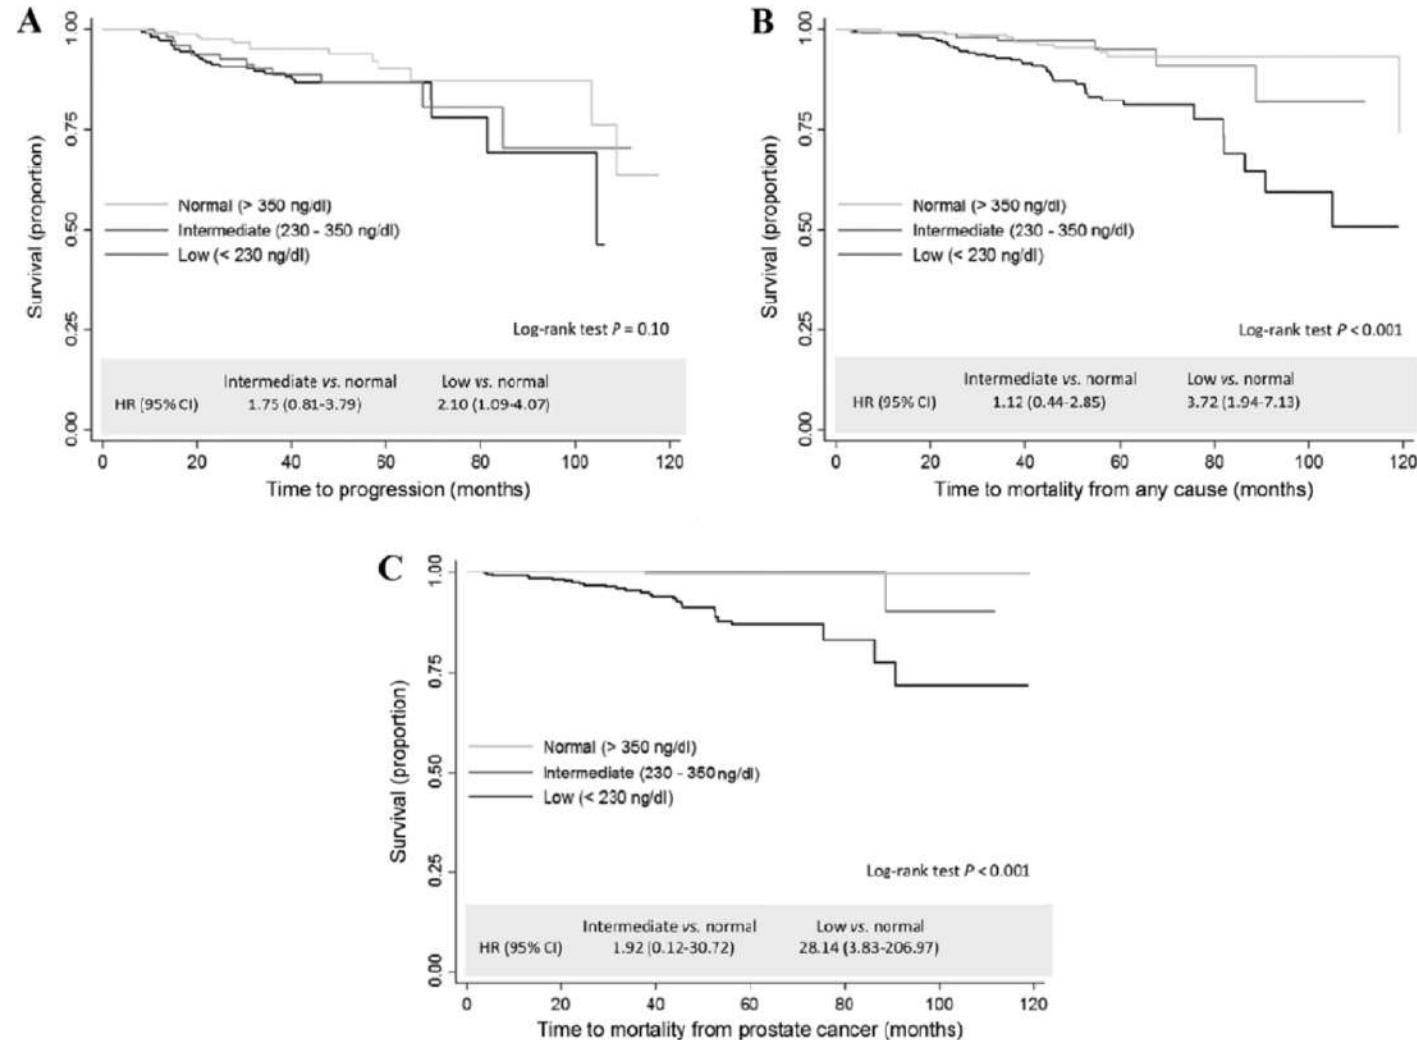 A
1.00
0.75
0.50
0.25
0.00
Survival (proportion)
Normal (> 350 ng/dl)
Intermediate (230 - 350 ng/dl)
Low (< 230 ng/dl)
Log-rank test P = 0.10
Intermediate vs. normal Low vs. normal
HR (95% CI) 1.75 (0.81-3.79) 2.10 (1.09-4.07)
0 20 40 60 80 100 120
Time to progression (months)
B
1.00
0.75
0.50
0.25
0.00
Survival (proportion)
Normal (> 350 ng/dl)
Intermediate (230 - 350 ng/dl)
Low (< 230 ng/dl)
Log-rank test P < 0.001
Intermediate vs. normal Low vs. normal
HR (95% CI) 1.12 (0.44-2.85) 3.72 (1.94-7.13)
0 20 40 60 80 100 120
Time to mortality from any cause (months)
C
1.00
0.75
0.50
0.25
0.00
Survival (proportion)
Normal (> 350 ng/dl)
Intermediate (230 - 350 ng/dl)
Low (< 230 ng/dl)
Log-rank test P < 0.001
Intermediate vs. normal Low vs. normal
HR (95% CI) 1.92 (0.12-30.72) 28.14 (3.83-206.97)
0 20 40 60 80 100 120
Time to mortality from prostate cancer (months)